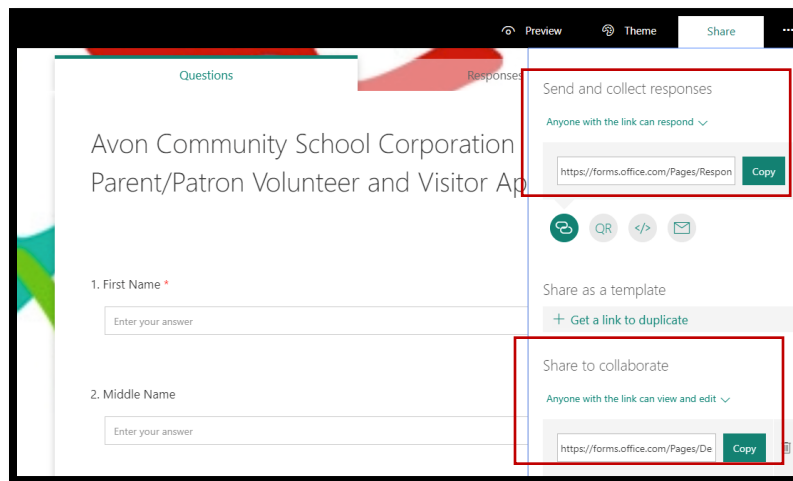 Preview Theme Share ...
Questions Responses
Send and collect responses
Anyone with the link can respond
https://forms.office.com/Pages/Respon Copy
QR </>
Avon Community School Corporation
Parent/Patron Volunteer and Visitor Ap
1. First Name *
Enter your answer
2. Middle Name
Enter your answer
Share as a template
+ Get a link to duplicate
Share to collaborate
Anyone with the link can view and edit
https://forms.office.com/Pages/De Copy